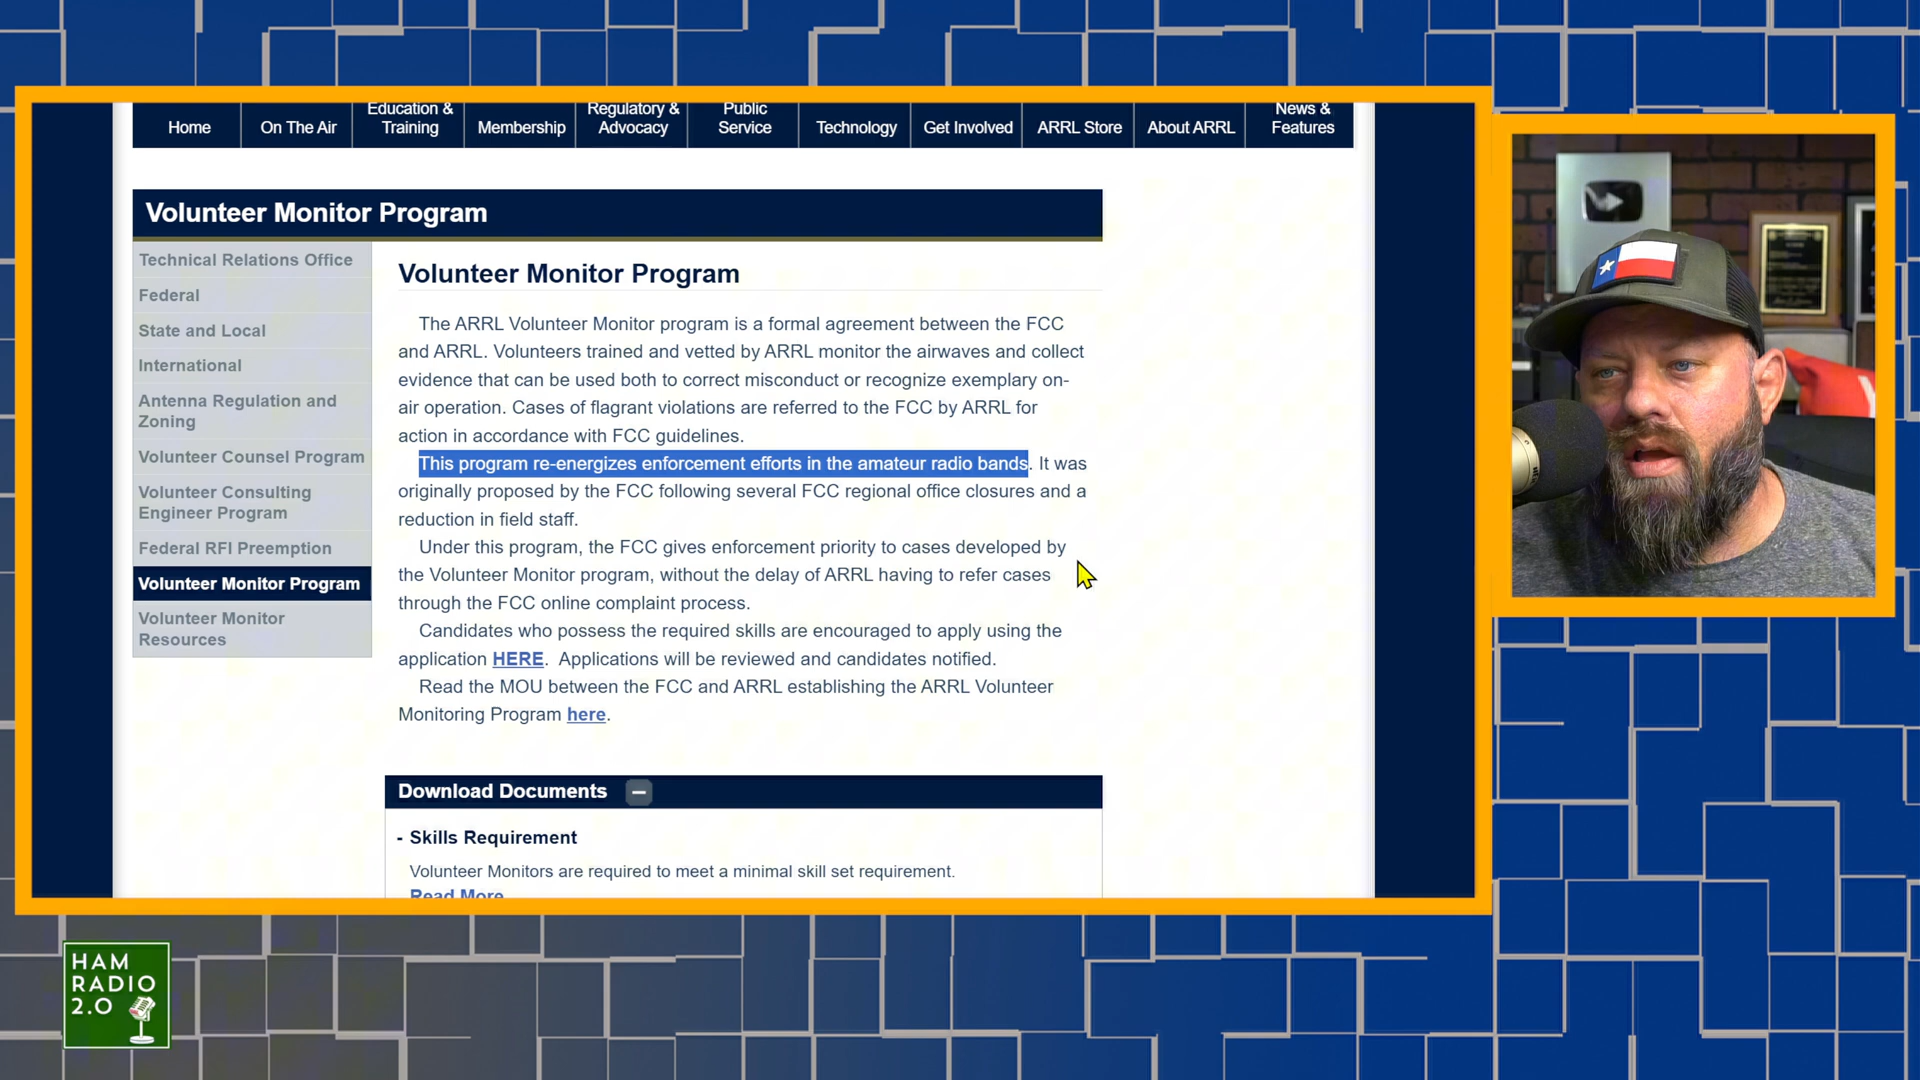 Home
On The Air
Education &
Training
Membership
Regulatory &
Advocacy
Public
Service
Technology
Get Involved
ARRL Store
About ARRL
News &
Features
Volunteer Monitor Program
Technical Relations Office
Federal
State and Local
International
Antenna Regulation and
Zoning
Volunteer Counsel Program
Volunteer Consulting
Engineer Program
Federal RFI Preemption
Volunteer Monitor Program
Volunteer Monitor
Resources
Volunteer Monitor Program
The ARRL Volunteer Monitor program is a formal agreement between the FCC
and ARRL. Volunteers trained and vetted by ARRL monitor the airwaves and collect
evidence that can be used both to correct misconduct or recognize exemplary on-
air operation. Cases of flagrant violations are referred to the FCC by ARRL for
action in accordance with FCC guidelines.
This program re-energizes enforcement efforts in the amateur radio bands. It was
originally proposed by the FCC following several FCC regional office closures and a
reduction in field staff.
Under this program, the FCC gives enforcement priority to cases developed by
the Volunteer Monitor program, without the delay of ARRL having to refer cases
through the FCC online complaint process.
Candidates who possess the required skills are encouraged to apply using the
application HERE.  Applications will be reviewed and candidates notified.
Read the MOU between the FCC and ARRL establishing the ARRL Volunteer
Monitoring Program here.
Download Documents
- Skills Requirement
Volunteer Monitors are required to meet a minimal skill set requirement.
Read More
HAM
RADIO
2.0